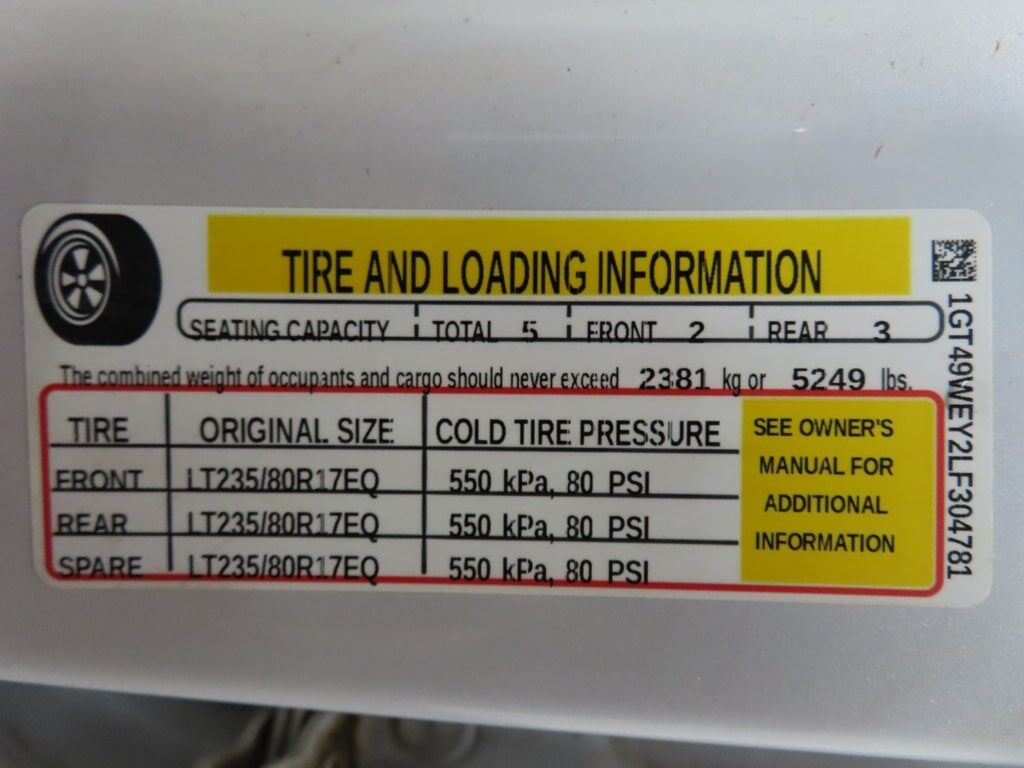 TIRE AND LOADING INFORMATION
SEATING CAPACITY TOTAL 5 FRONT 2 REAR 3
The combined weight of occupants and cargo should never exceed 2381 kg or 5249 lbs.
TIRE ORIGINAL SIZE COLD TIRE PRESSURE
FRONT LT235/80R17EQ 550 kPa, 80 PSI
REAR LT235/80R17EQ 550 kPa, 80 PSI
SPARE LT235/80R17EQ 550 kPa, 80 PSI
SEE OWNER'S
MANUAL FOR
ADDITIONAL
INFORMATION
1GT49WEY2LF304781